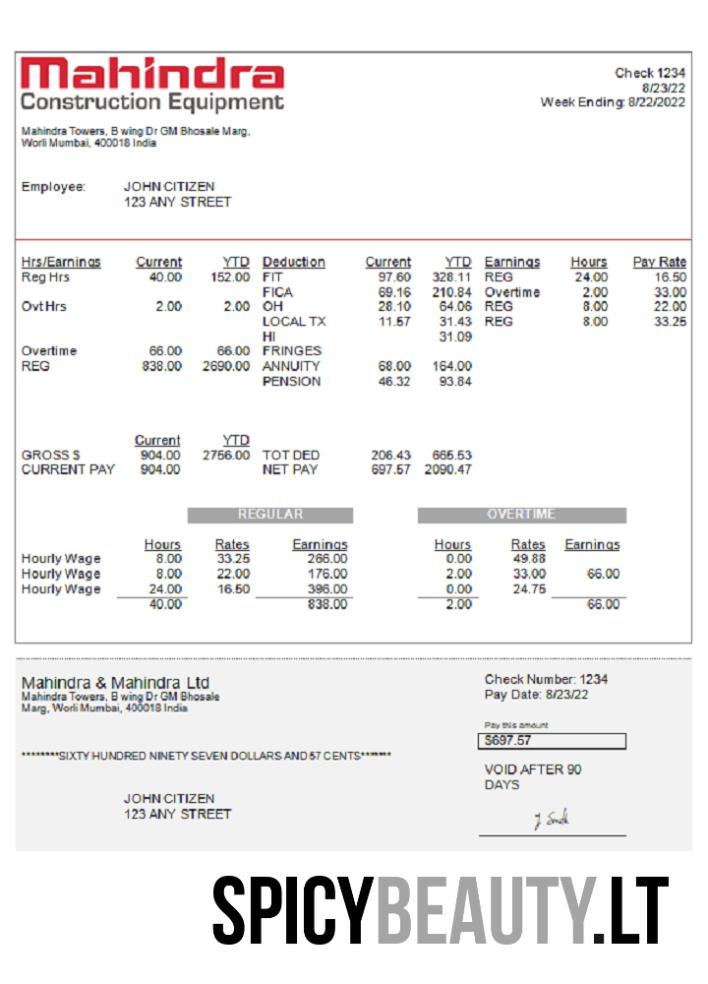 Mahindra
Construction Equipment
Check 1234
8/23/22
Week Ending: 8/22/2022
Mahindra Towers, B wing Dr GM Bhosale Marg,
Worli Mumbai, 400018 India
Employee: JOHN CITIZEN
123 ANY STREET
Hrs/Earnings Current YTD Deduction Current YTD Earnings Hours Pay Rate
Reg Hrs 40.00 152.00 FIT 97.60 328.11 REG 24.00 16.50
FICA 69.16 210.84 Overtime 2.00 33.00
Ovt Hrs 2.00 2.00 OH 28.10 64.06 REG 8.00 22.00
LOCAL TX 11.57 31.43 REG 8.00 33.25
HI 31.09
Overtime 66.00 66.00 FRINGES
REG 838.00 2690.00 ANNUITY 68.00 164.00
PENSION 46.32 93.84
Current YTD
GROSS $ 904.00 2756.00 TOT DED 206.43 665.53
CURRENT PAY 904.00 NET PAY 697.57 2090.47
REGULAR OVERTIME
Hours Rates Earnings Hours Rates Earnings
Hourly Wage 8.00 33.25 266.00 0.00 49.88
Hourly Wage 8.00 22.00 176.00 2.00 33.00 66.00
Hourly Wage 24.00 16.50 396.00 0.00 24.75
40.00 838.00 2.00 66.00
Mahindra & Mahindra Ltd
Mahindra Towers, B wing Dr GM Bhosale
Marg, Worli Mumbai, 400018 India
Check Number: 1234
Pay Date: 8/23/22
Pay this amount
$697.57
********SIXTY HUNDRED NINETY SEVEN DOLLARS AND 57 CENTS*******
VOID AFTER 90
DAYS
JOHN CITIZEN
123 ANY STREET
J Smith
SPICYBEAUTY.LT